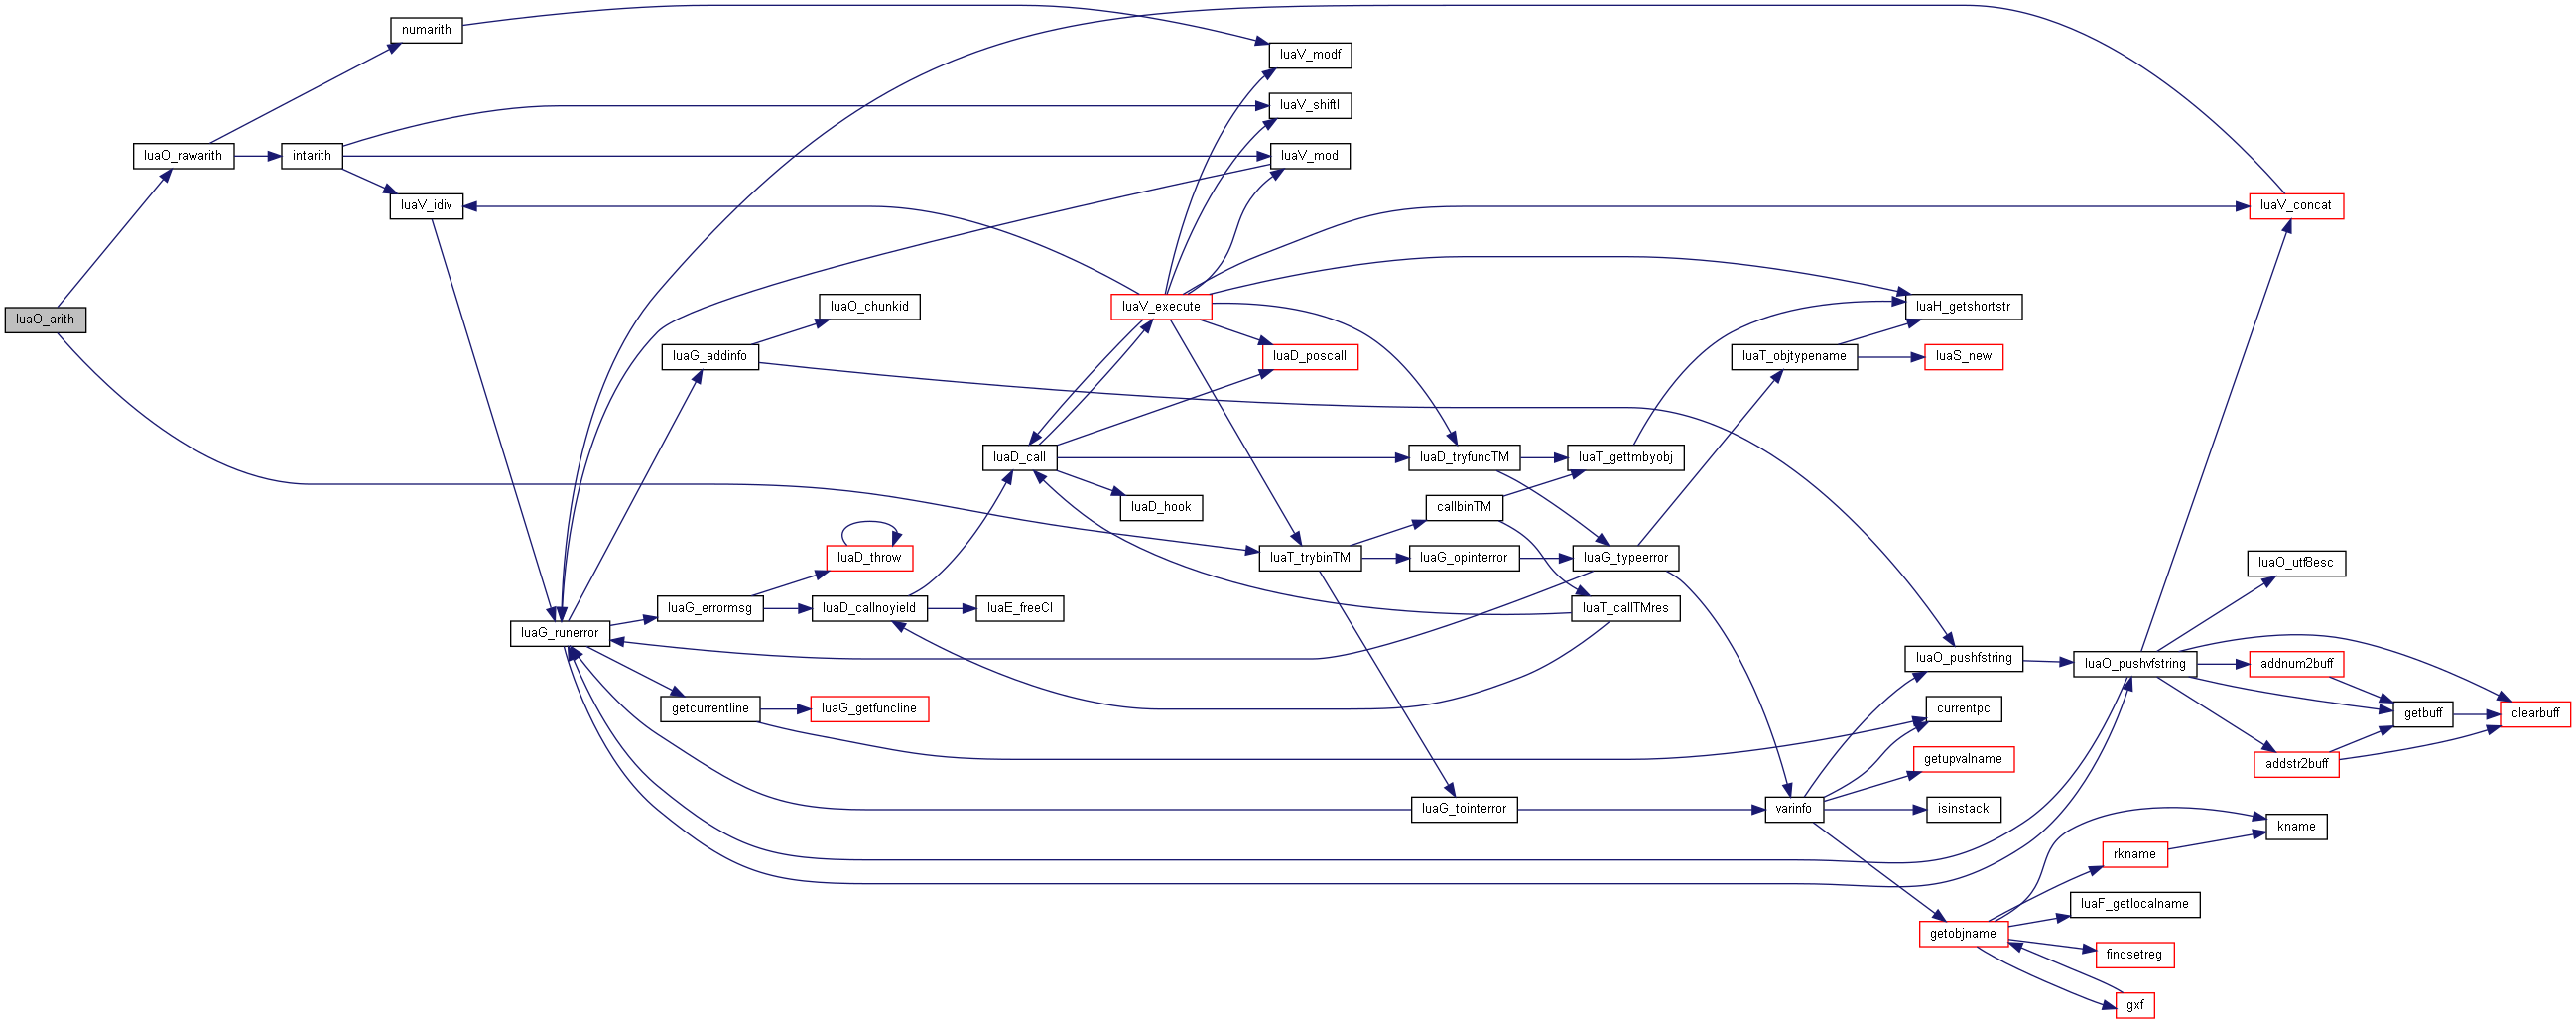 numarith
luaV_modf
luaV_shiftl
luaO_rawarith
intarith
luaV_mod
luaV_idiv
luaV_concat
luaO_arith
luaO_chunkid
luaV_execute
luaH_getshortstr
luaG_addinfo
luaD_poscall
luaT_objtypename
luaS_new
luaD_call
luaD_tryfuncTM
luaT_gettmbyobj
luaD_hook
callbinTM
luaD_throw
luaT_trybinTM
luaG_opinterror
luaG_typeerror
luaO_utf8esc
luaG_errormsg
luaD_callnoyield
luaE_freeCI
luaT_callTMres
luaG_runerror
luaO_pushfstring
luaO_pushvfstring
addnum2buff
getcurrentline
luaG_getfuncline
currentpc
getbuff
clearbuff
getupvalname
addstr2buff
luaG_tointerror
varinfo
isinstack
kname
rkname
luaF_getlocalname
getobjname
findsetreg
gxf